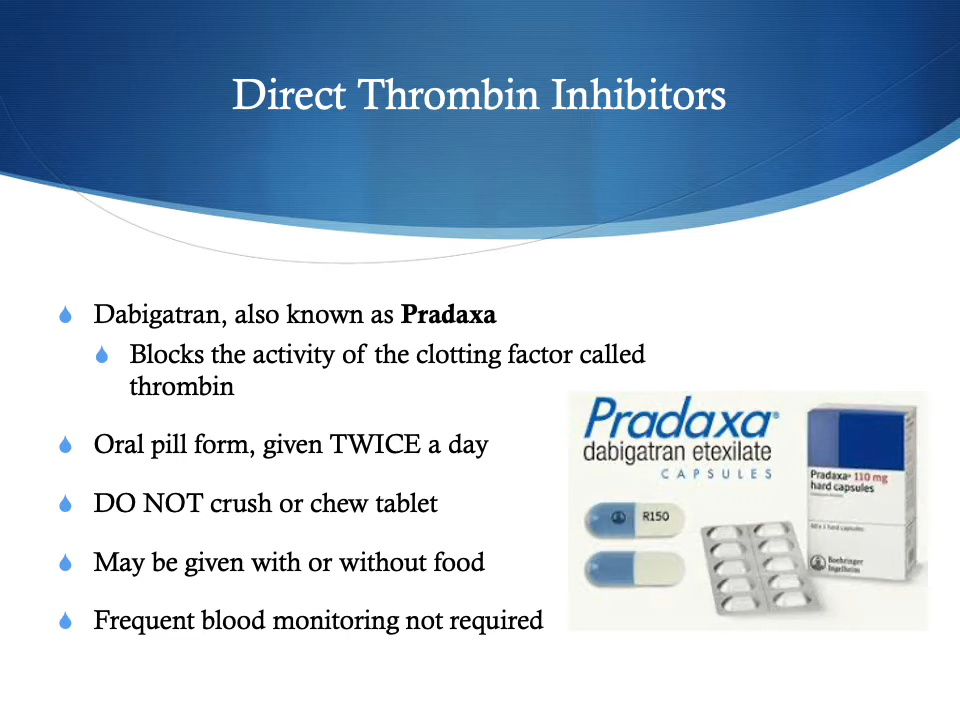 Direct Thrombin Inhibitors
Dabigatran, also known as Pradaxa
Blocks the activity of the clotting factor called
thrombin
Oral pill form, given TWICE a day
DO NOT crush or chew tablet
May be given with or without food
Frequent blood monitoring not required
Pradaxa®
dabigatran etexilate
CAPSULES
R150
Pradaxa® 110 mg
hard capsules
Boehringer
Ingelheim